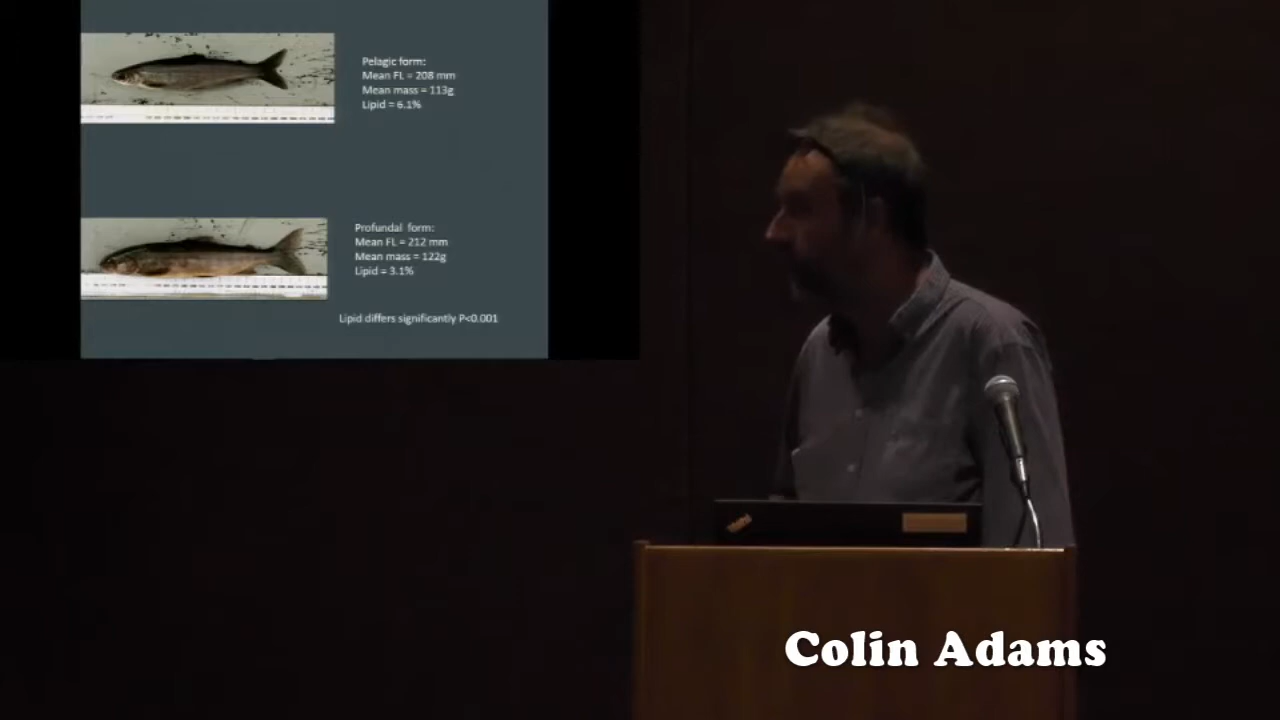 Pelagic form:
Mean FL = 208 mm
Mean mass = 113g
Lipid = 6.1%
Profundal form:
Mean FL = 212 mm
Mean mass = 122g
Lipid = 3.1%
Lipid differs significantly P<0.001
Colin Adams